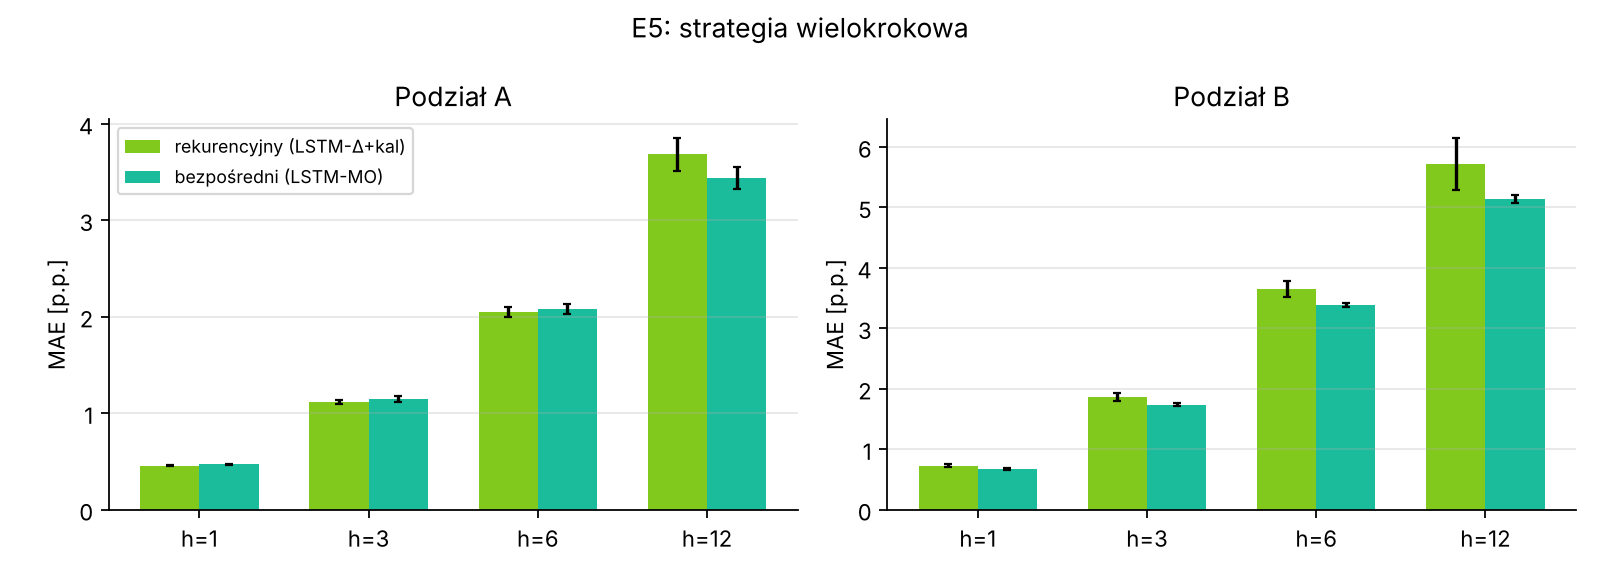 E5: strategia wielokrokowa
Podział A
MAE [p.p.]
4
3
2
1
0
rekurencyjny (LSTM-Δ+kal)
bezpośredni (LSTM-MO)
h=1
h=3
h=6
h=12
Podział B
MAE [p.p.]
6
5
4
3
2
1
0
h=1
h=3
h=6
h=12